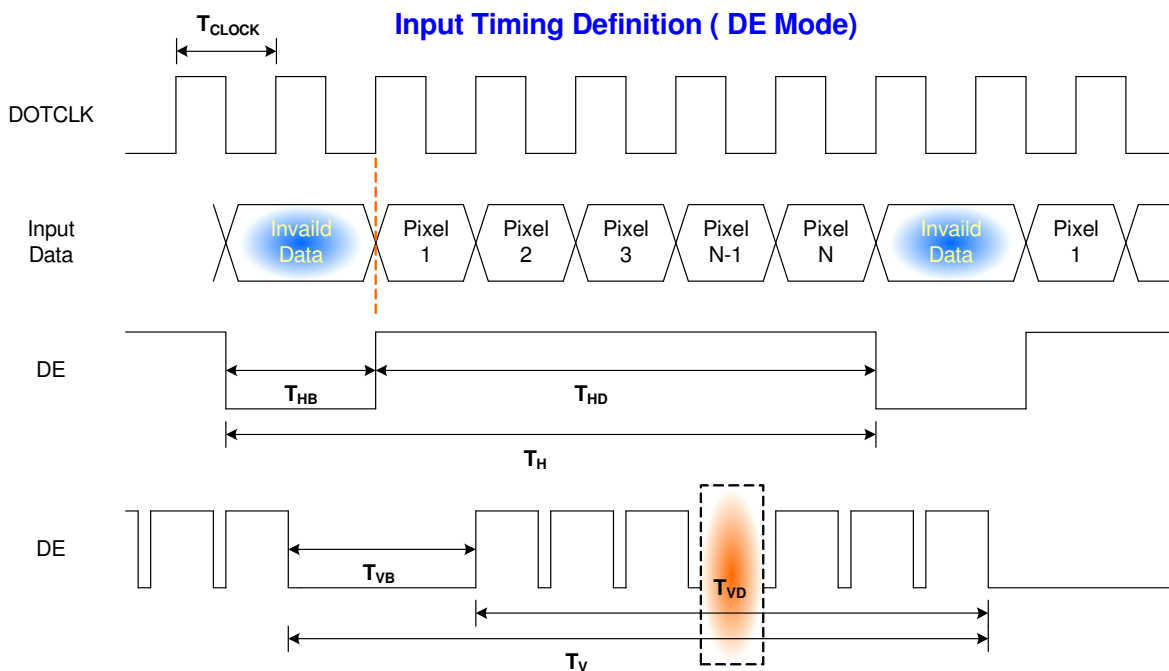 Input Timing Definition ( DE Mode)
TCLOCK
DOTCLK
Input
Data
Invaild
Data
Pixel
1
Pixel
2
Pixel
3
Pixel
N-1
Pixel
N
Invaild
Data
Pixel
1
DE
THB
THD
TH
DE
TVB
TVD
TV